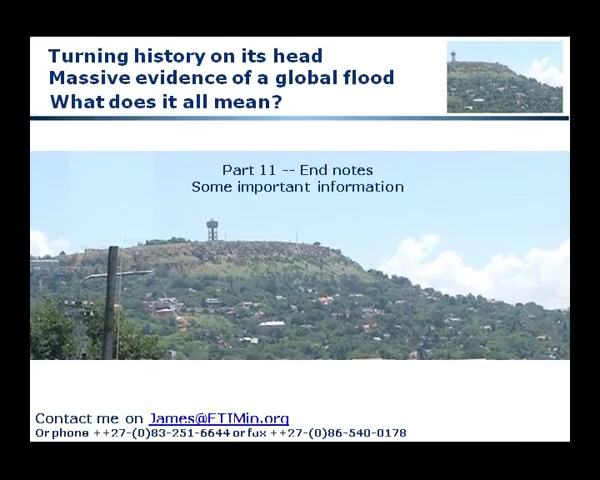 Turning history on its head
Massive evidence of a global flood
What does it all mean?
Part 11 -- End notes
Some important information
Contact me on James@ETIMin.org
Or phone ++27-(0)83-251-6644 or fax ++27-(0)86-540-0178